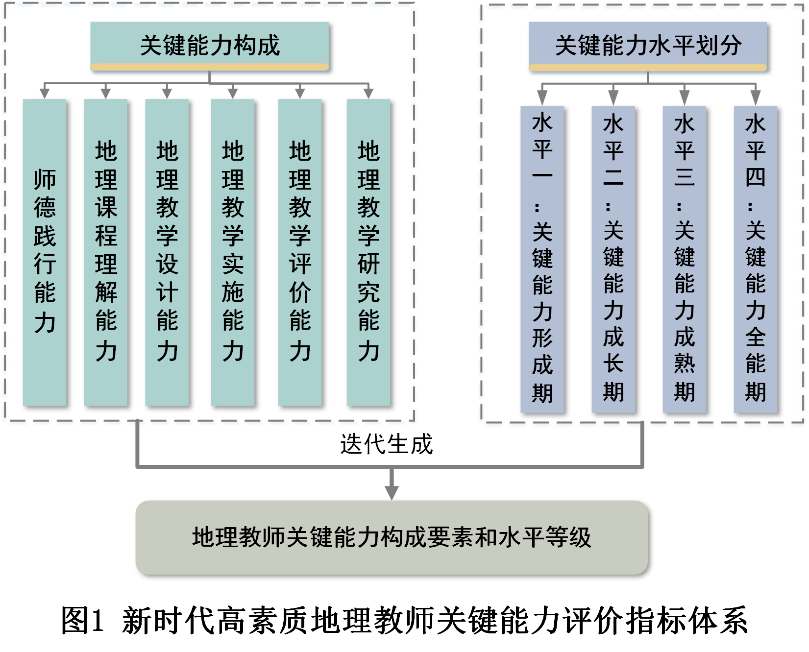 关键能力构成
师德践行能力
地理课程理解能力
地理教学设计能力
地理教学实施能力
地理教学评价能力
地理教学研究能力
关键能力水平划分
水平一：关键能力形成期
水平二：关键能力成长期
水平三：关键能力成熟期
水平四：关键能力全能期
迭代生成
地理教师关键能力构成要素和水平等级
图1 新时代高素质地理教师关键能力评价指标体系